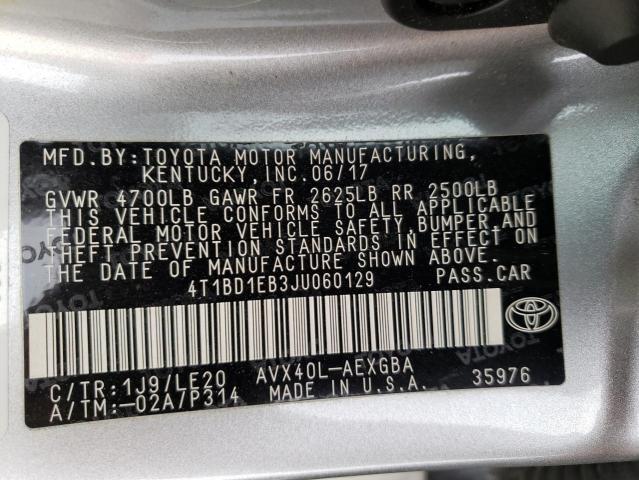 MFD. BY: TOYOTA MOTOR MANUFACTURING,
KENTUCKY, INC. 06/17
GVWR 4700LB GAWR FR 2625LB RR 2500LB
THIS VEHICLE CONFORMS TO ALL APPLICABLE
FEDERAL MOTOR VEHICLE SAFETY, BUMPER AND
THEFT PREVENTION STANDARDS IN EFFECT ON
THE DATE OF MANUFACTURE SHOWN ABOVE.
4T1BD1EB3JU060129 PASS. CAR
C/TR: 1J9/LE20 AVX40L-AEXGBA
A/TM:-02A/P314 MADE IN U.S.A. 35976